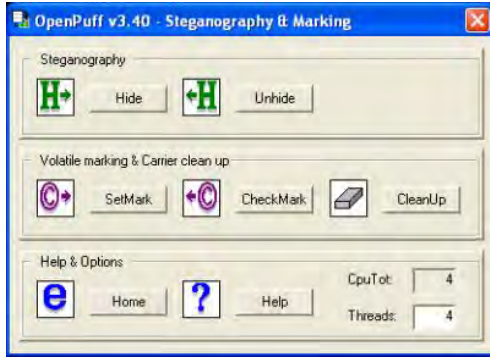 OpenPuff v3.40 - Steganography & Marking
Steganography
H Hide H Unhide
Volatile marking & Carrier clean up
© SetMark © CheckMark CleanUp
Help & Options
e Home ? Help
CpuTot: 4
Threads: 4